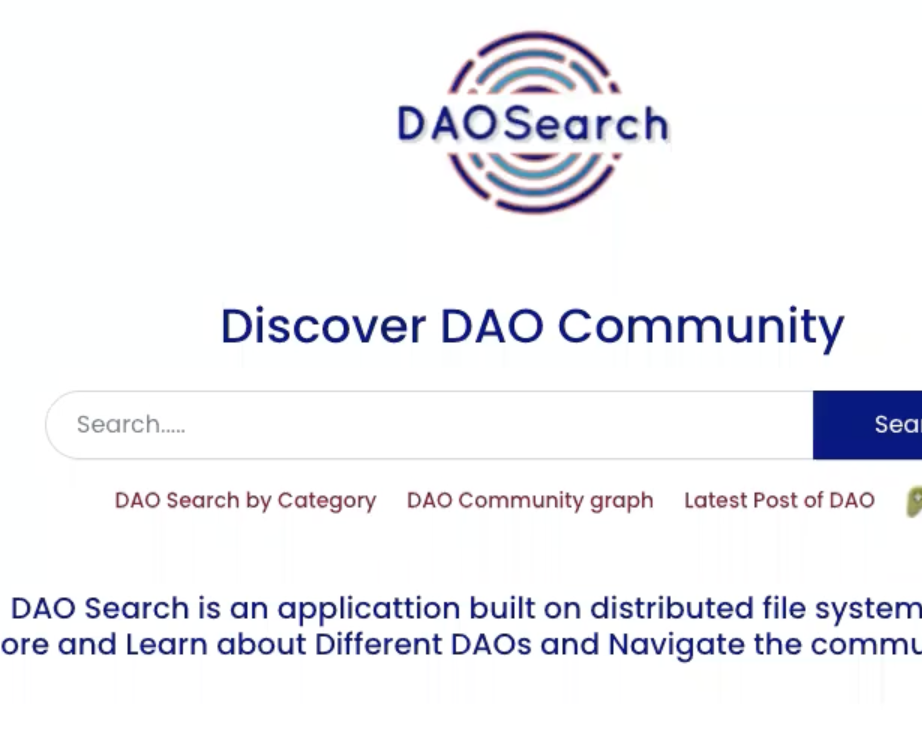 DAOSearch
Discover DAO Community
Search.....
Sear
DAO Search by Category DAO Community graph Latest Post of DAO
DAO Search is an applicattion built on distributed file system
ore and Learn about Different DAOs and Navigate the commu